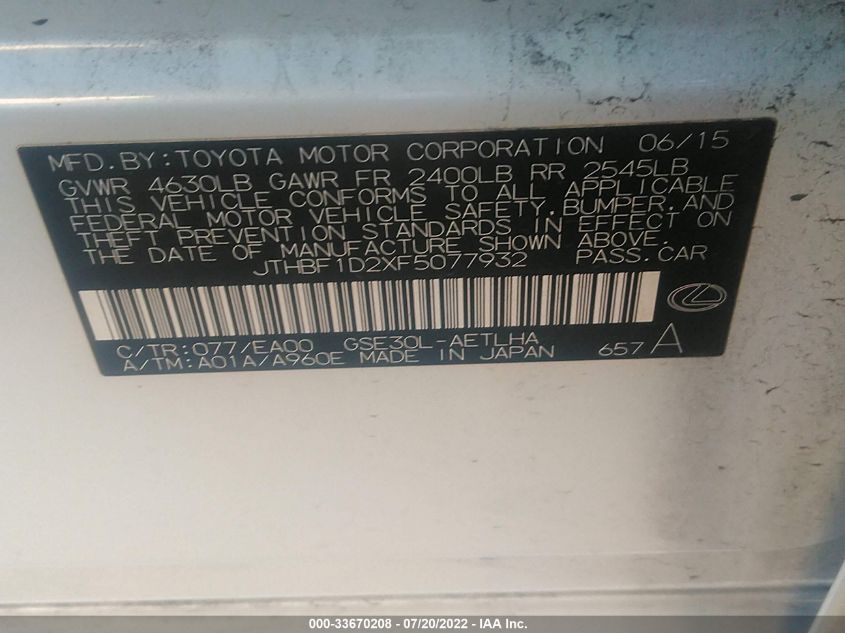 MFD.BY:TOYOTA MOTOR CORPORATION 06/15
GVWR 4630LB GAWR FR 2400LB RR 2545LB
THIS VEHICLE CONFORMS TO ALL APPLICABLE
FEDERAL MOTOR VEHICLE SAFETY,BUMPER,AND
THEFT PREVENTION STANDARDS IN EFFECT ON
THE DATE OF MANUFACTURE SHOWN ABOVE.
JTHBF1D2XF5077932 PASS.CAR
C/TR:077/EA00 GSE30L-AETLHA
A/TM:A01A/A960E MADE IN JAPAN 657A
000-33670208 - 07/20/2022 - IAA Inc.